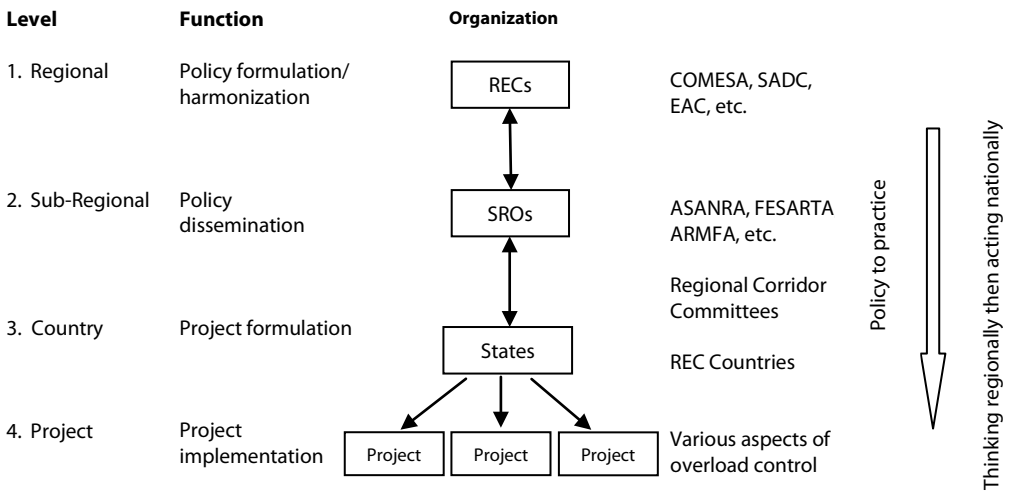 Level Function Organization
1. Regional Policy formulation/
harmonization
RECs
COMESA, SADC,
EAC, etc.
2. Sub-Regional Policy
dissemination
SROs
ASANRA, FESARTA
ARMFA, etc.
Regional Corridor
Committees
3. Country Project formulation
States
REC Countries
4. Project Project
implementation
Project Project Project
Various aspects of
overload control
Policy to practice
Thinking regionally then acting nationally